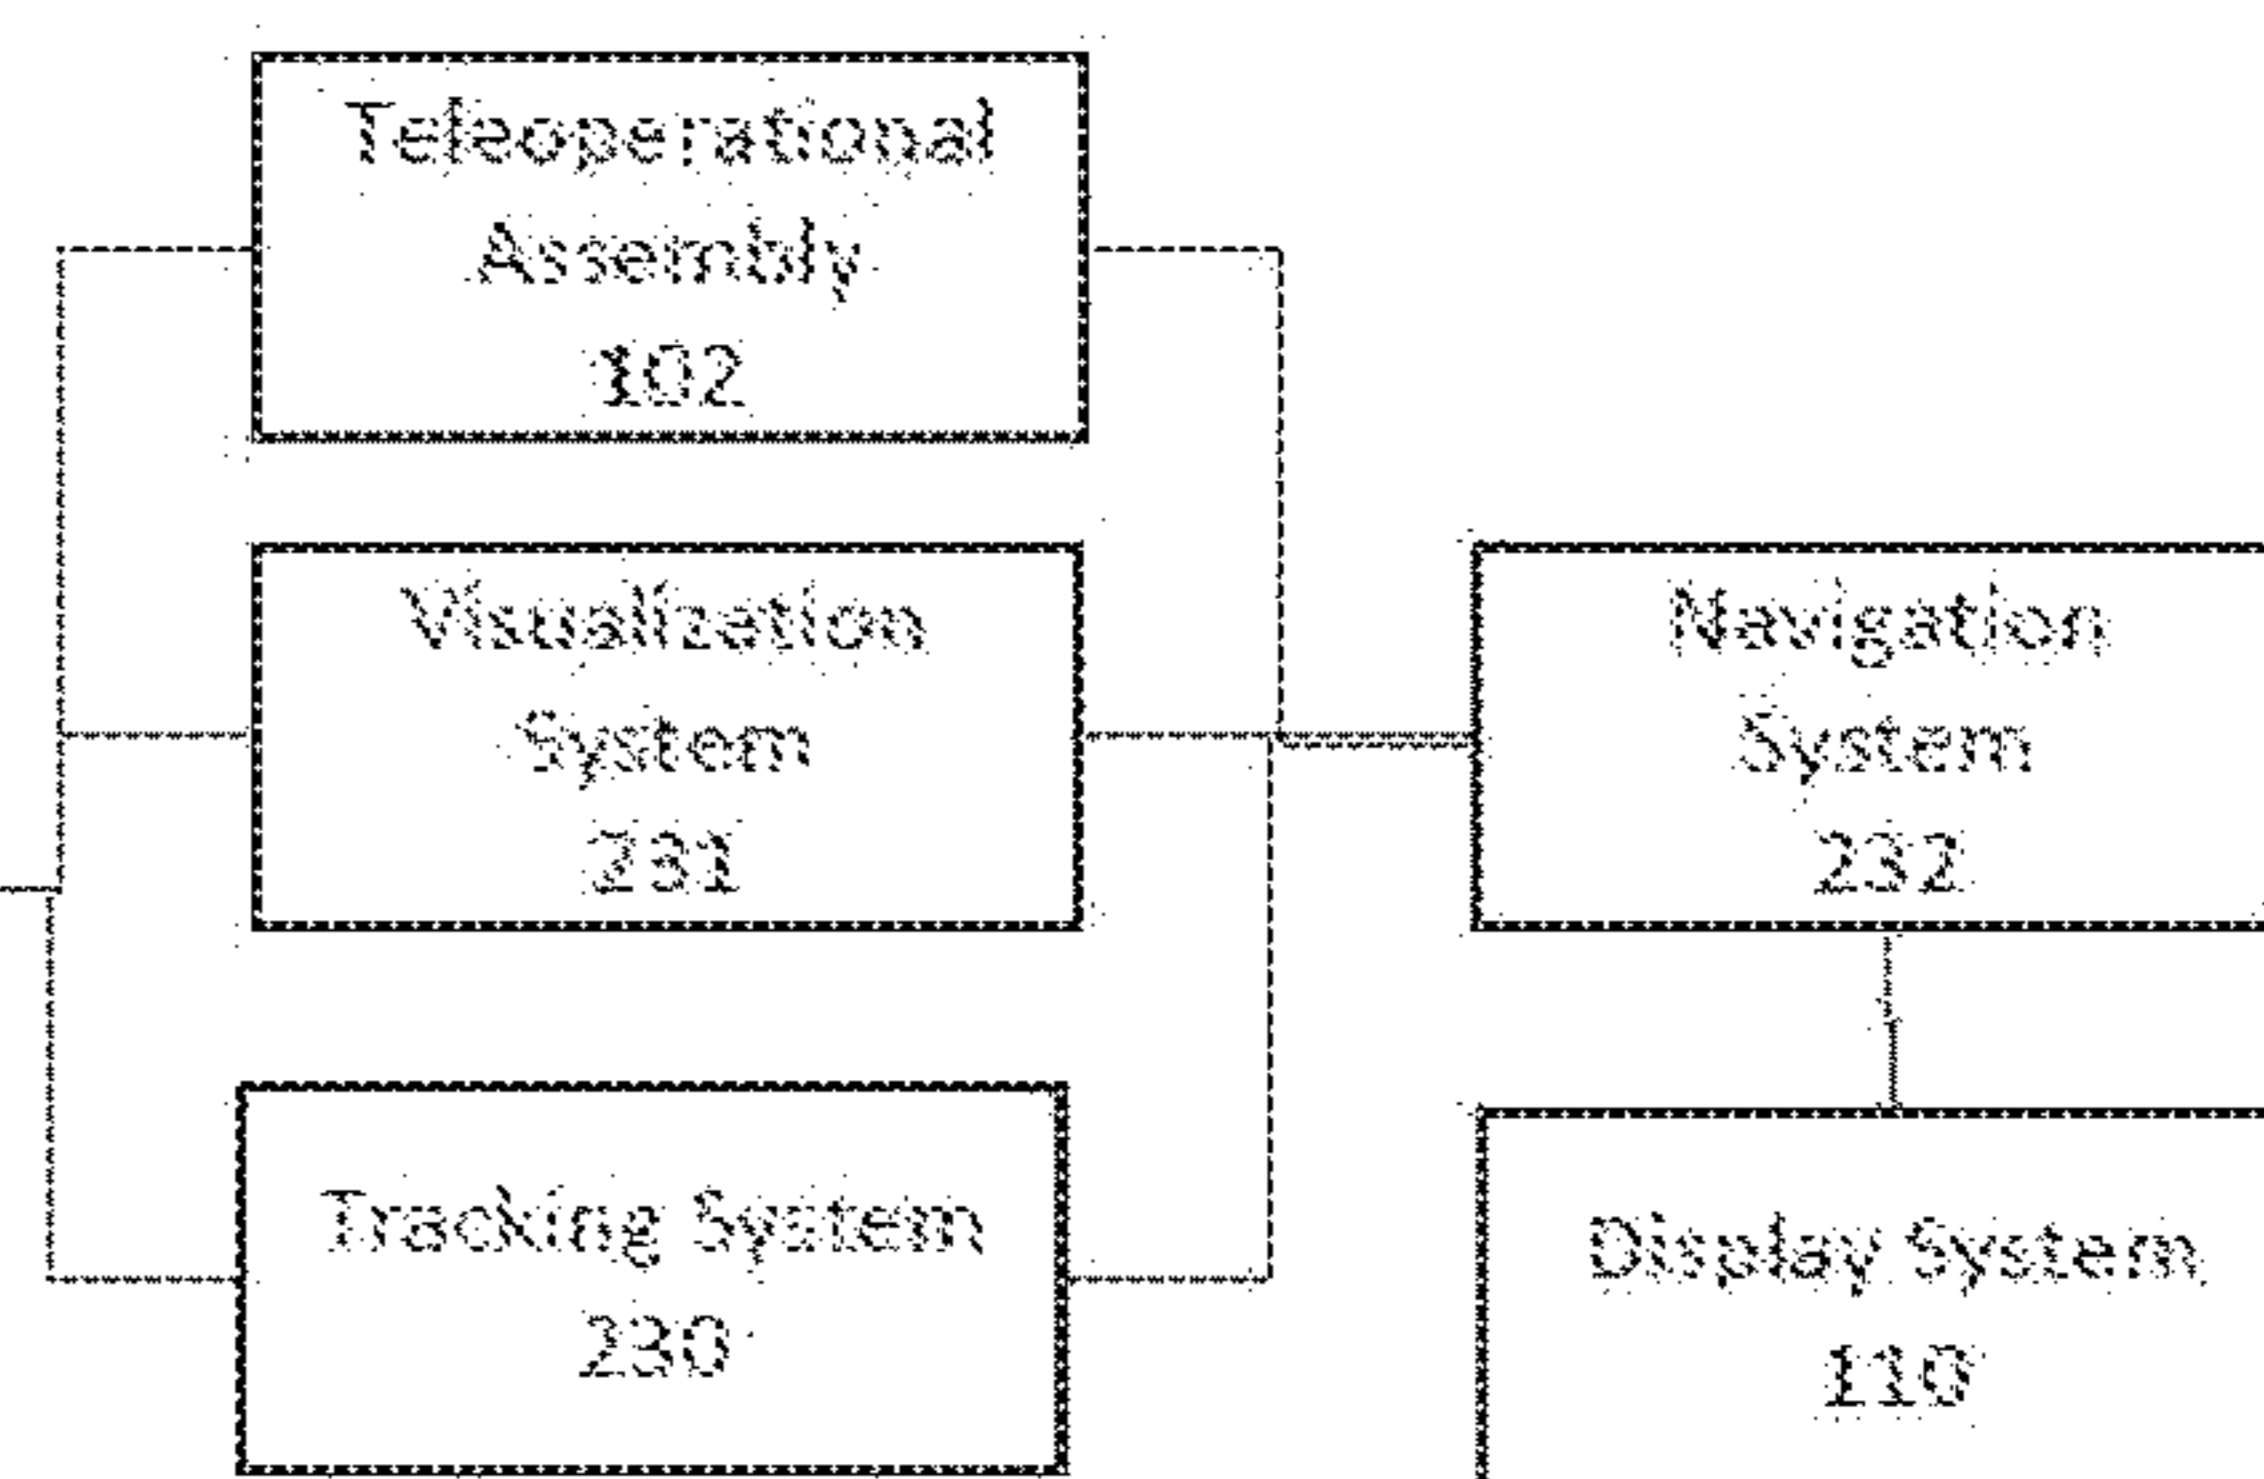 Teleoperational
Assembly
102
Visualization
System
231
Navigation
System
232
Tracking System
230
Display System
110